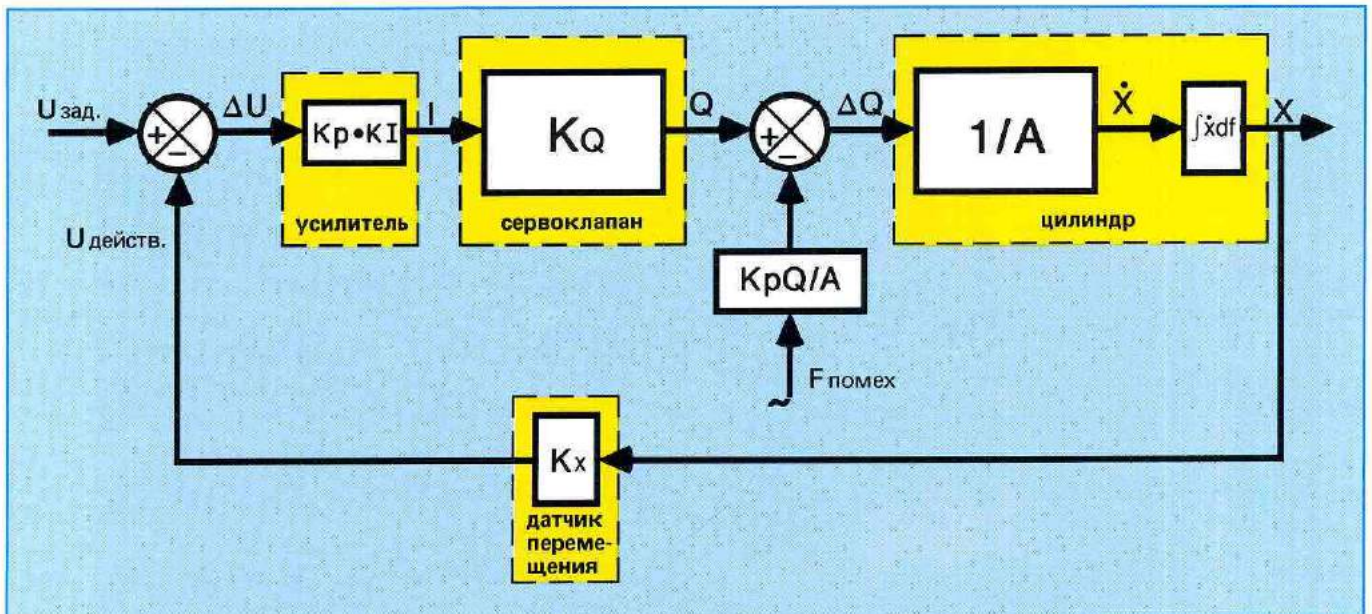 U зад.
ΔU
Kp•KI
I
KQ
Q
ΔQ
1/A
Ẋ
∫ẋdf
X
усилитель
сервоклапан
цилиндр
U действ.
KpQ/A
F помех
~
Kx
датчик
переме-
щения